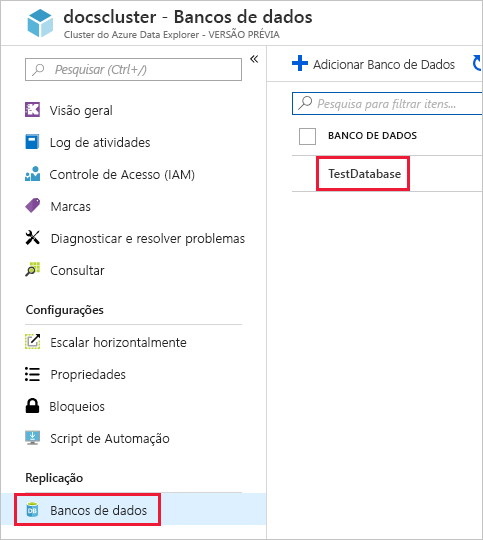 docscluster - Bancos de dados
Cluster do Azure Data Explorer - VERSÃO PRÉVIA
Pesquisar (Ctrl+/)
Visão geral
Log de atividades
Controle de Acesso (IAM)
Marcas
Diagnosticar e resolver problemas
Consultar
Configurações
Escalar horizontalmente
Propriedades
Bloqueios
Script de Automação
Replicação
DB
Bancos de dados
Adicionar Banco de Dados
Pesquisa para filtrar itens...
BANCO DE DADOS
TestDatabase